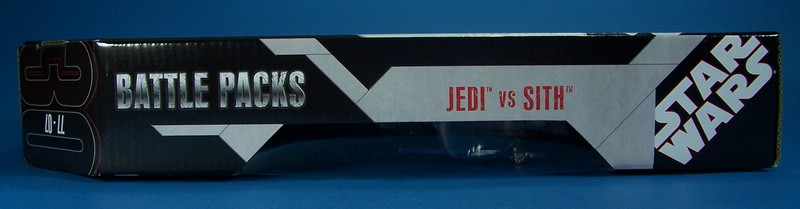 30
77 - 07
BATTLE PACKS
JEDI™ VS SITH™
STAR
WARS